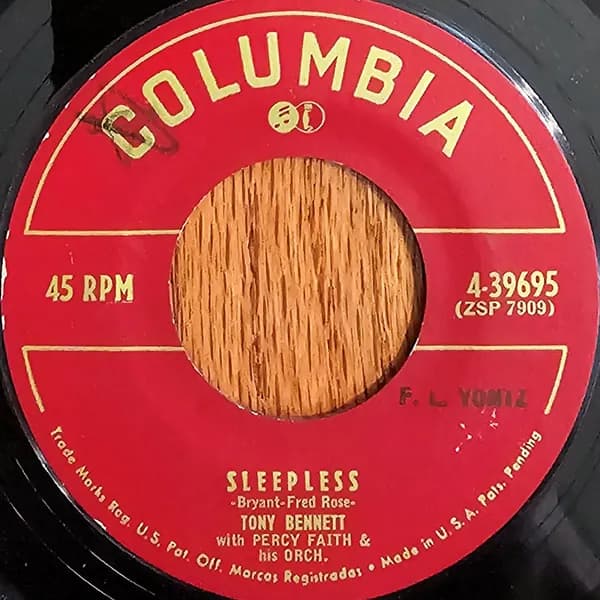 COLUMBIA
45 RPM
4-39695
(ZSP 7909)
F. L. YONTZ
SLEEPLESS
-Bryant-Fred Rose-
TONY BENNETT
with PERCY FAITH &
his ORCH.
Trade Marks Reg. U.S. Pat. Off. Marcas Registradas • Made in U.S.A. Pats. Pending